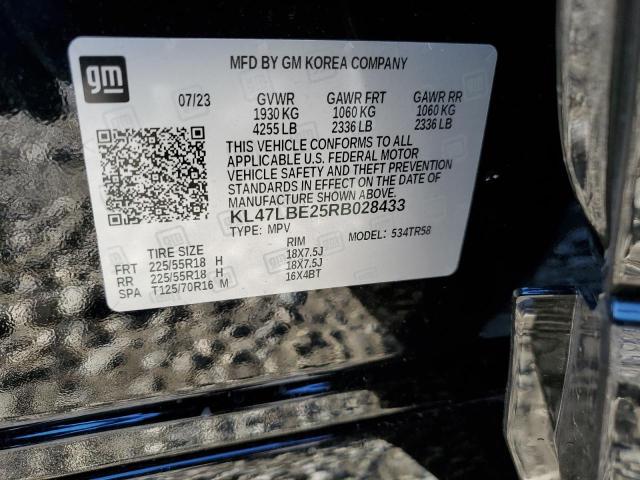 gm
MFD BY GM KOREA COMPANY
07/23 GVWR GAWR FRT GAWR RR
1930 KG 1060 KG 1060 KG
4255 LB 2336 LB 2336 LB
THIS VEHICLE CONFORMS TO ALL
APPLICABLE U.S. FEDERAL MOTOR
VEHICLE SAFETY AND THEFT PREVENTION
STANDARDS IN EFFECT ON THE DATE OF
MANUFACTURE SHOWN ABOVE.
KL47LBE25RB028433
TYPE: MPV MODEL: 534TR58
TIRE SIZE RIM
FRT 225/55R18 H 18X7.5J
RR 225/55R18 H 18X7.5J
SPA T125/70R16 M 16X4BT